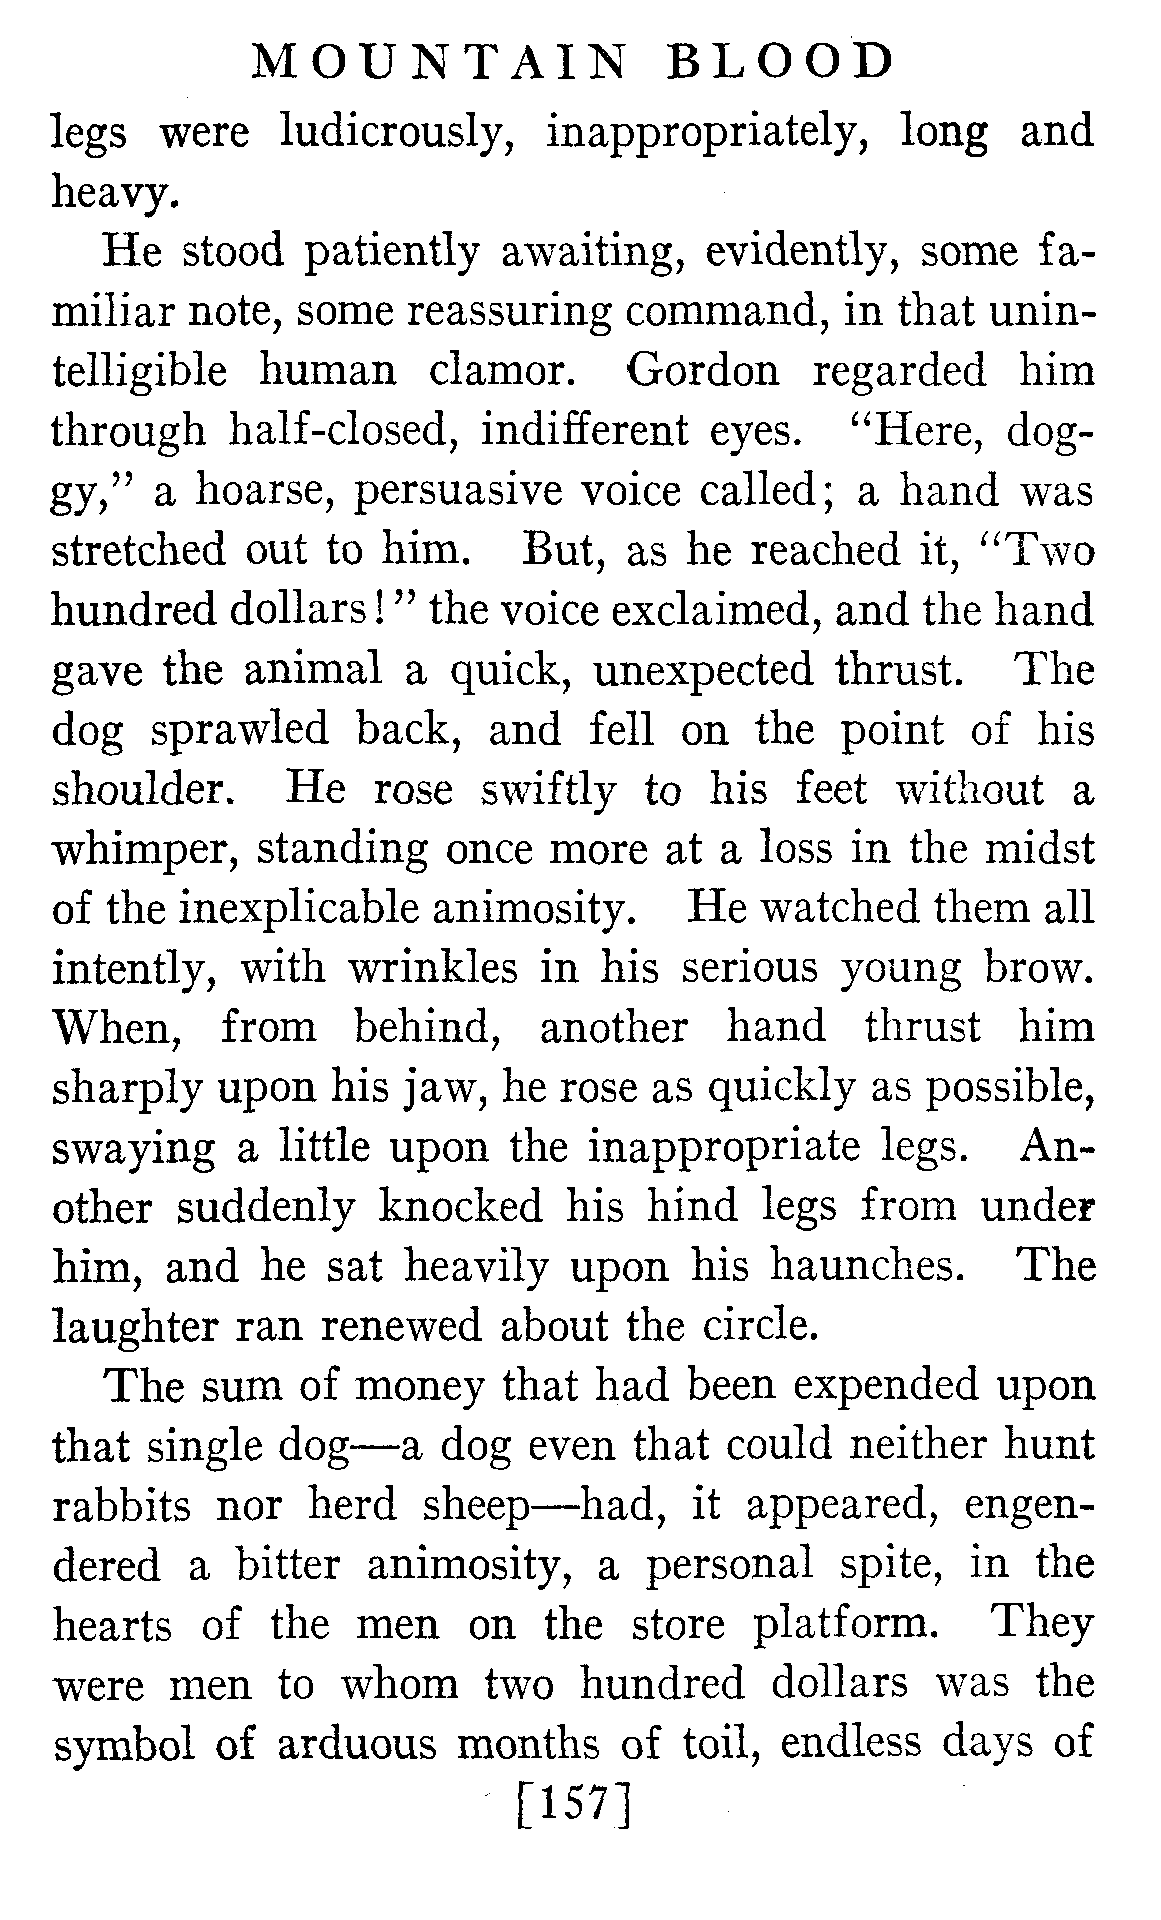 MOUNTAIN BLOOD
legs were ludicrously, inappropriately, long and
heavy.
He stood patiently awaiting, evidently, some fa-
miliar note, some reassuring command, in that unin-
telligible human clamor. Gordon regarded him
through half-closed, indifferent eyes. “Here, dog-
gy,” a hoarse, persuasive voice called; a hand was
stretched out to him. But, as he reached it, “Two
hundred dollars!” the voice exclaimed, and the hand
gave the animal a quick, unexpected thrust. The
dog sprawled back, and fell on the point of his
shoulder. He rose swiftly to his feet without a
whimper, standing once more at a loss in the midst
of the inexplicable animosity. He watched them all
intently, with wrinkles in his serious young brow.
When, from behind, another hand thrust him
sharply upon his jaw, he rose as quickly as possible,
swaying a little upon the inappropriate legs. An-
other suddenly knocked his hind legs from under
him, and he sat heavily upon his haunches. The
laughter ran renewed about the circle.
The sum of money that had been expended upon
that single dog—a dog even that could neither hunt
rabbits nor herd sheep—had, it appeared, engen-
dered a bitter animosity, a personal spite, in the
hearts of the men on the store platform. They
were men to whom two hundred dollars was the
symbol of arduous months of toil, endless days of
[157]